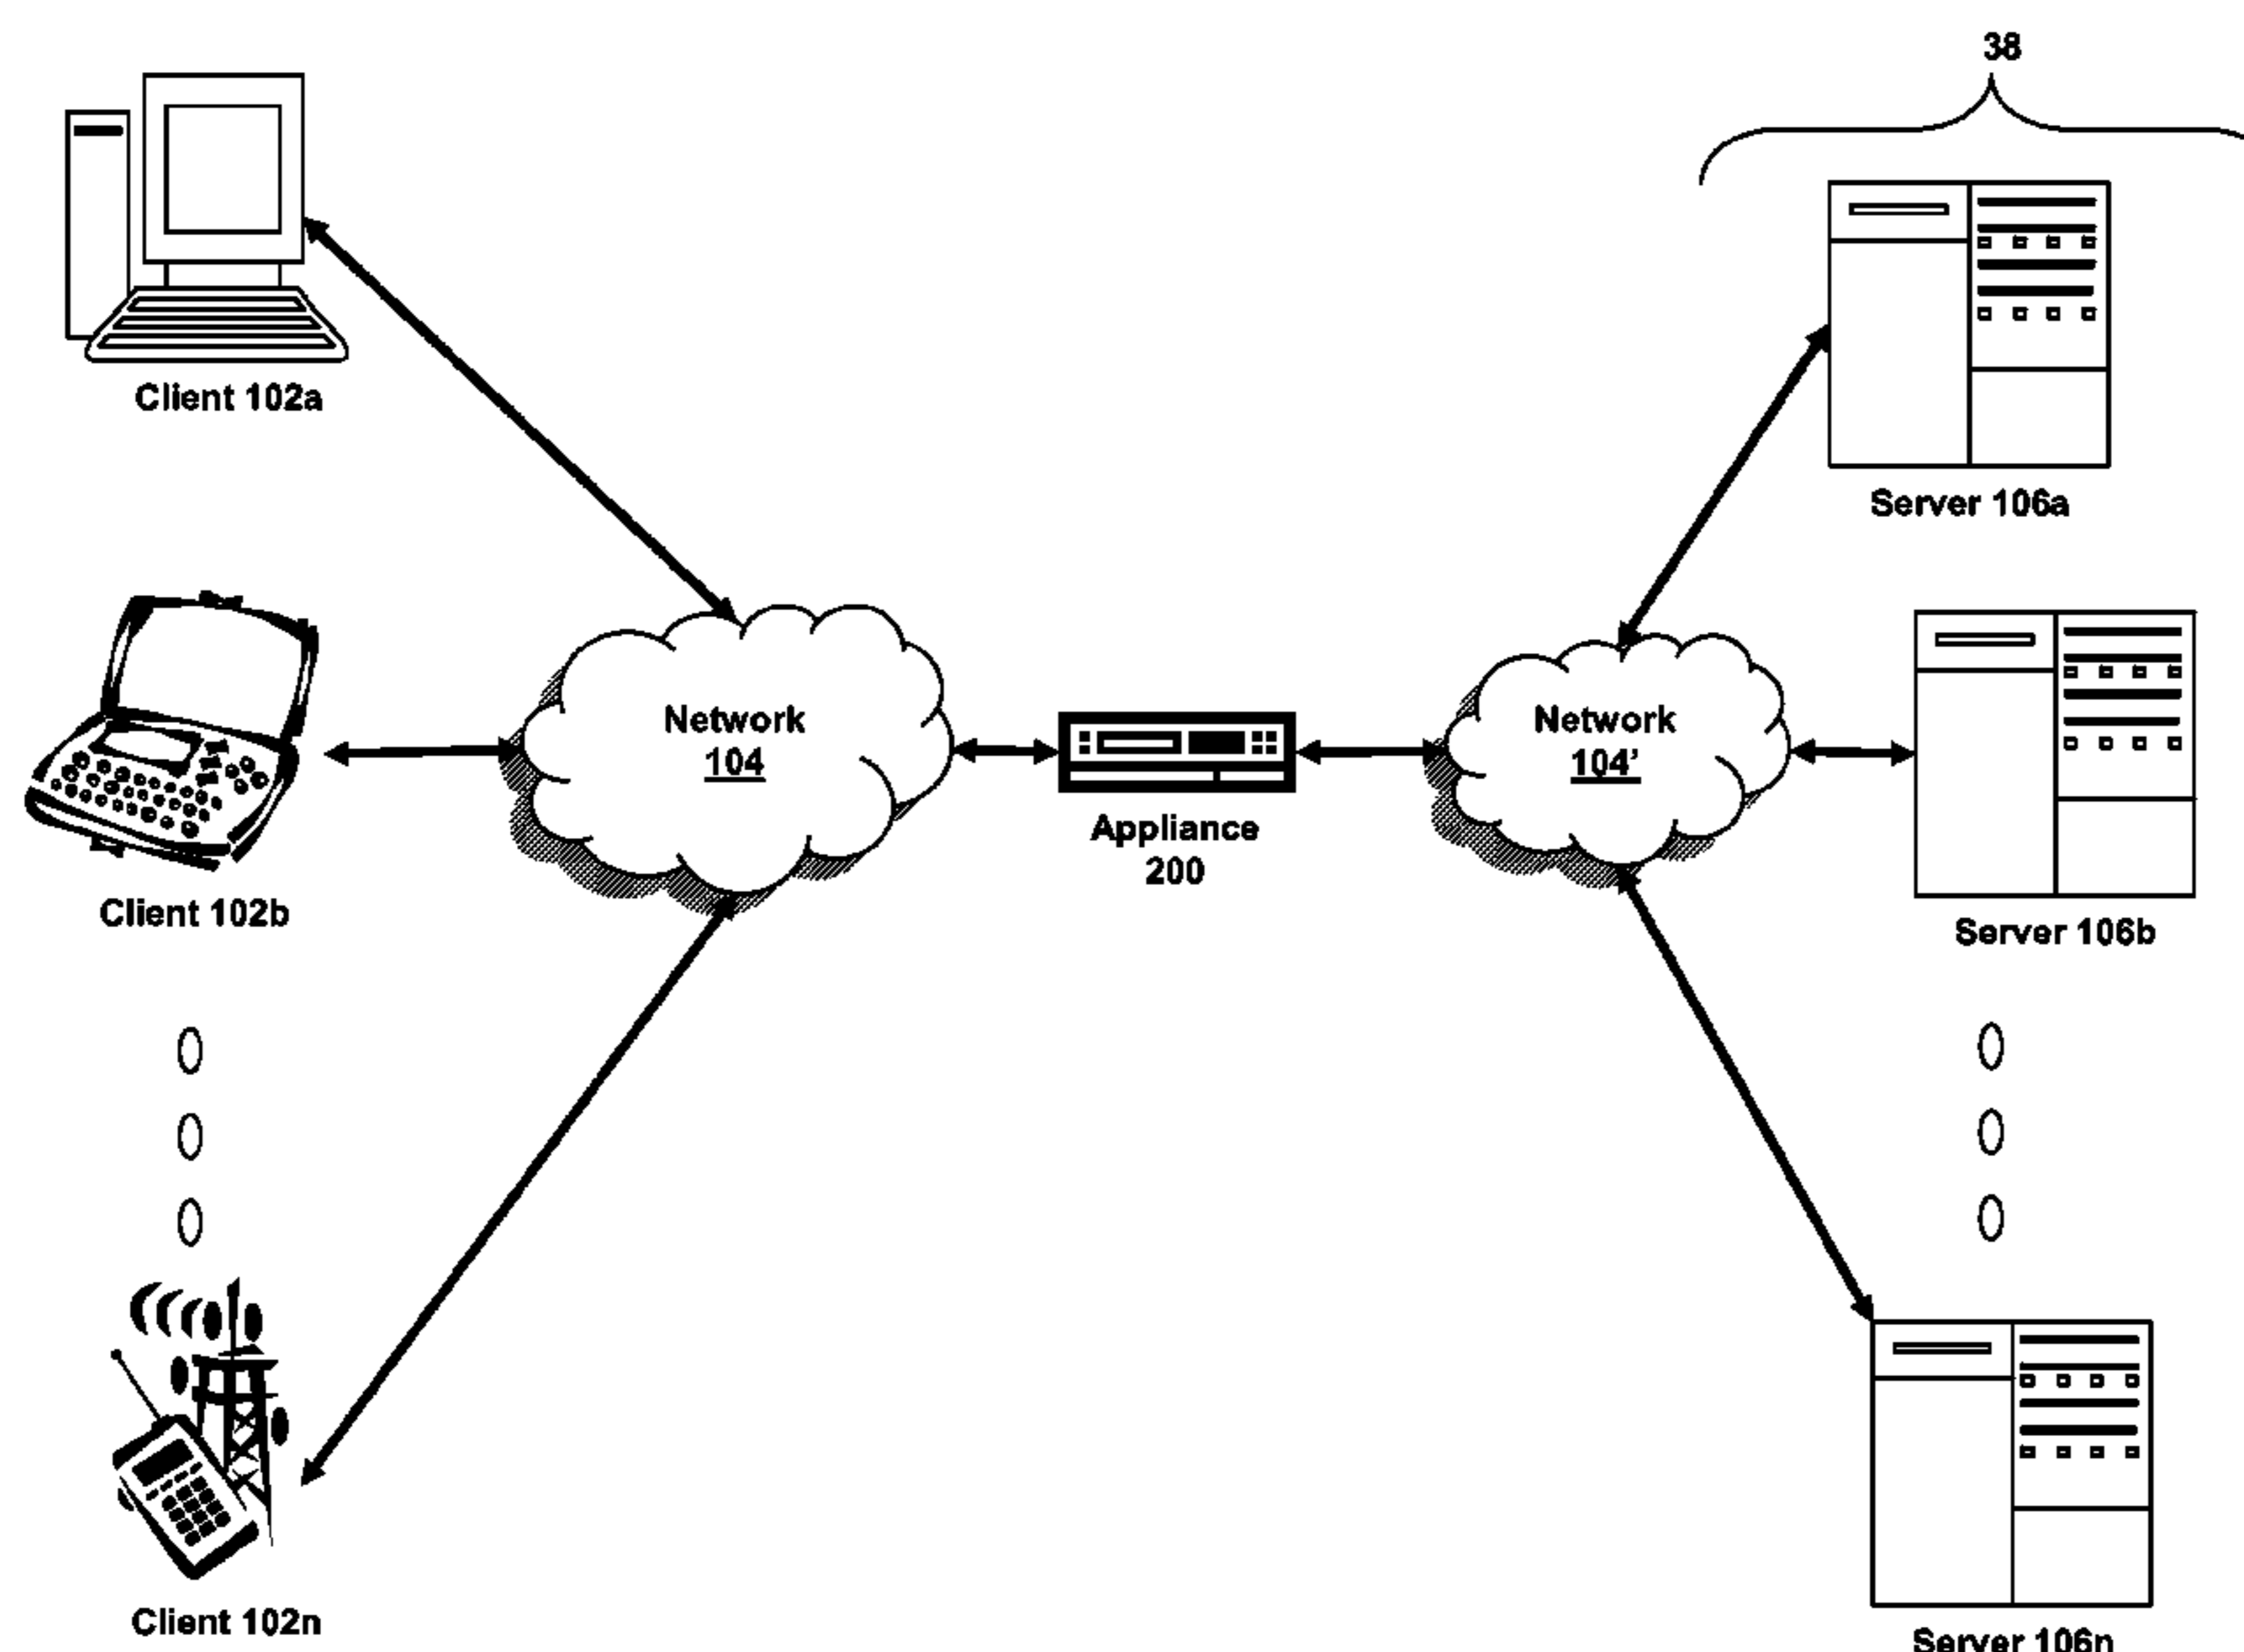 38
Client 102a
Server 106a
Network
104
Appliance
200
Network
104'
Client 102b
Server 106b
Client 102n
Server 106n